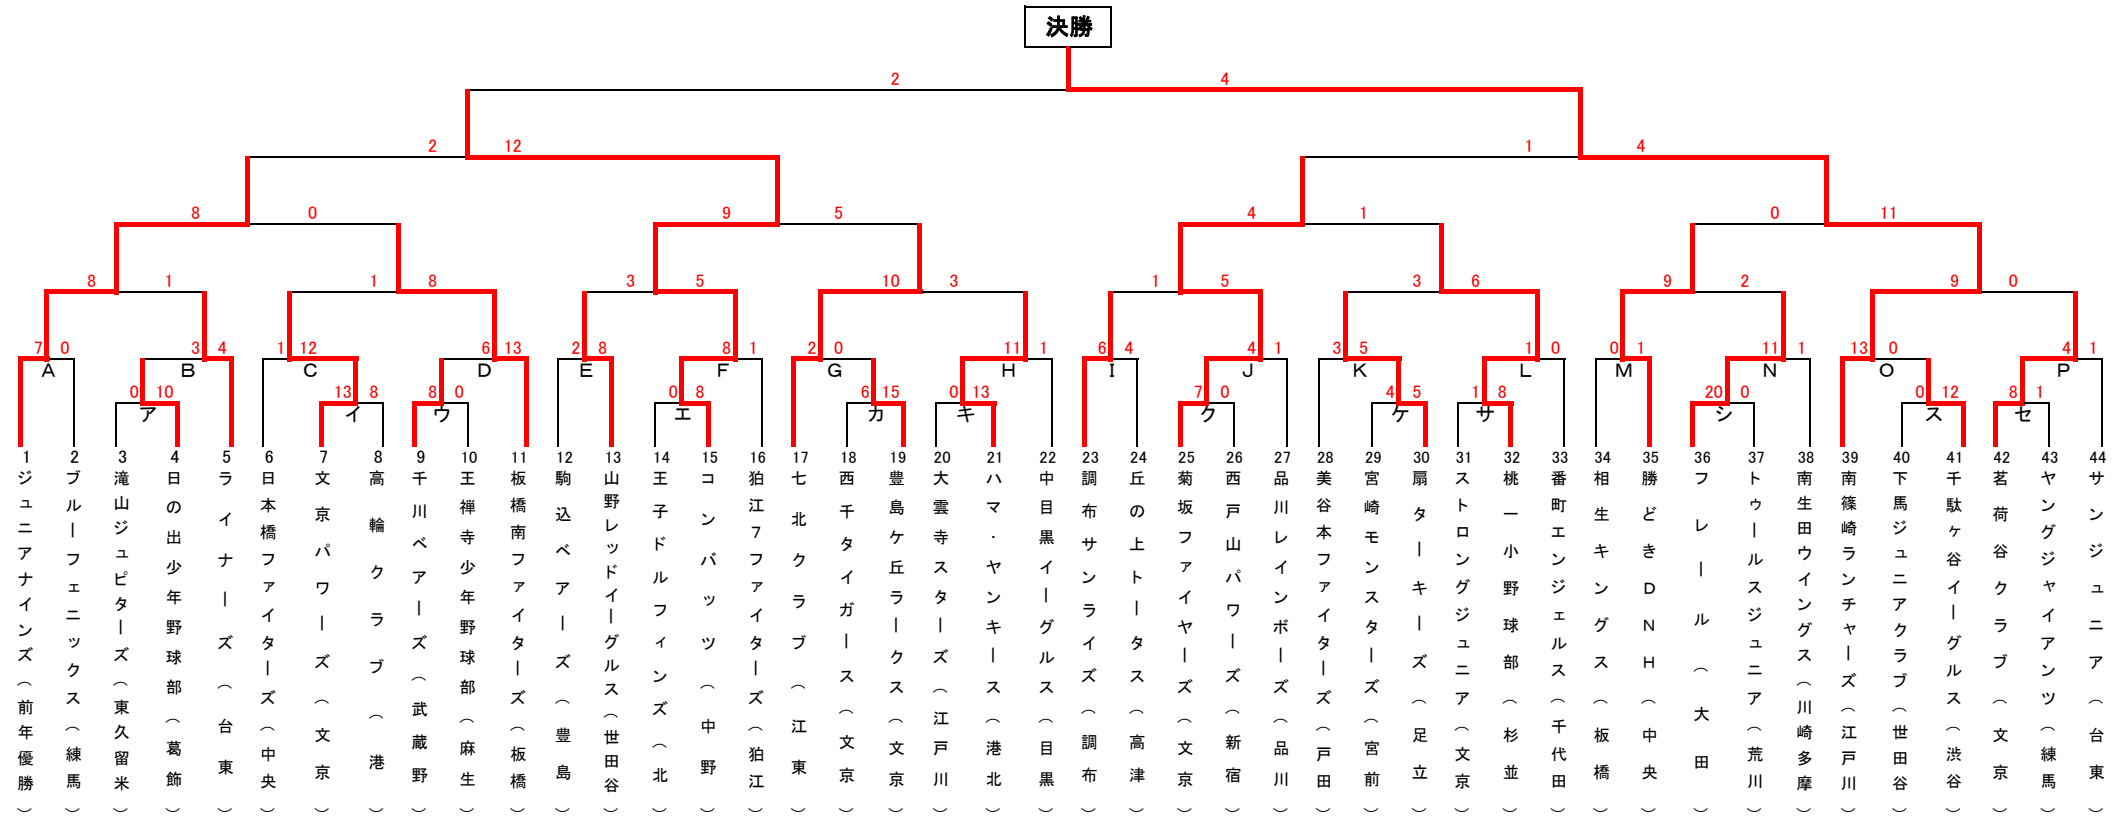 決勝
2 4
2 12 1 4
8 0 9 5 4 1 0 11
8 1 1 8 3 5 10 3 1 5 3 6 9 2 9 0
7 0 3 4 1 12 6 13 2 8 8 1 2 0 11 1 6 4 4 1 3 5 1 0 0 1 11 1 13 0 4 1
A B C D E F G H I J K L M N O P
0 10 13 8 8 0 0 8 6 15 0 13 7 0 4 5 1 8 20 0 0 12 8 1
ア イ ウ エ カ キ ク ケ サ シ ス セ
1 2 3 4 5 6 7 8 9 10 11 12 13 14 15 16 17 18 19 20 21 22 23 24 25 26 27 28 29 30 31 32 33 34 35 36 37 38 39 40 41 42 43 44
ジュニアナインズ(前年優勝)
ブルーフェニックス(練馬)
滝山ジュピターズ(東久留米)
日の出少年野球部(葛飾)
ライナーズ(台東)
日本橋ファイターズ(中央)
文京パワーズ(文京)
高輪クラブ(港)
千川ベアーズ(武蔵野)
王禅寺少年野球部(麻生)
板橋南ファイターズ(板橋)
駒込ベアーズ(豊島)
山野レッドイーグルス(世田谷)
王子ドルフィンズ(北)
コンバッツ(中野)
狛江7ファイターズ(狛江)
七北クラブ(江東)
西千タイガース(文京)
豊島ケ丘ラークス(文京)
大雲寺スターズ(江戸川)
ハマ・ヤンキース(港北)
中目黒イーグルス(目黒)
調布サンライズ(調布)
丘の上トータス(高津)
菊坂ファイヤーズ(文京)
西戸山パワーズ(新宿)
品川レインボーズ(品川)
美谷本ファイターズ(戸田)
宮崎モンスターズ(宮前)
扇ターキーズ(足立)
ストロングジュニア(文京)
桃一小野球部(杉並)
番町エンジェルス(千代田)
相生キングス(板橋)
勝どきDNH(中央)
フレール(大田)
トゥールスジュニア(荒川)
南生田ウイングス(川崎多摩)
南篠崎ランチャーズ(江戸川)
下馬ジュニアクラブ(世田谷)
千駄ヶ谷イーグルス(渋谷)
茗荷谷クラブ(文京)
ヤングジャイアンツ(練馬)
サンジュニア(台東)